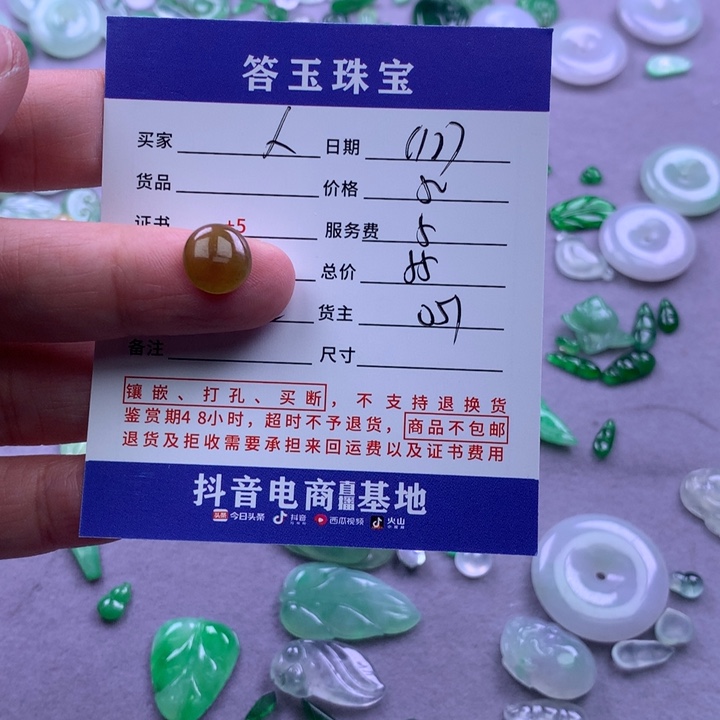 答玉珠宝
买家 日期
货品 价格
证书 +5 服务费 5
总价
货主 051
备注 尺寸
镶嵌、打孔、买断，不支持退换货
鉴赏期48小时，超时不予退货，商品不包邮
退货及拒收需要承担来回运费以及证书费用
抖音电商直播基地
头条 今日头条 抖音 西瓜视频 火山